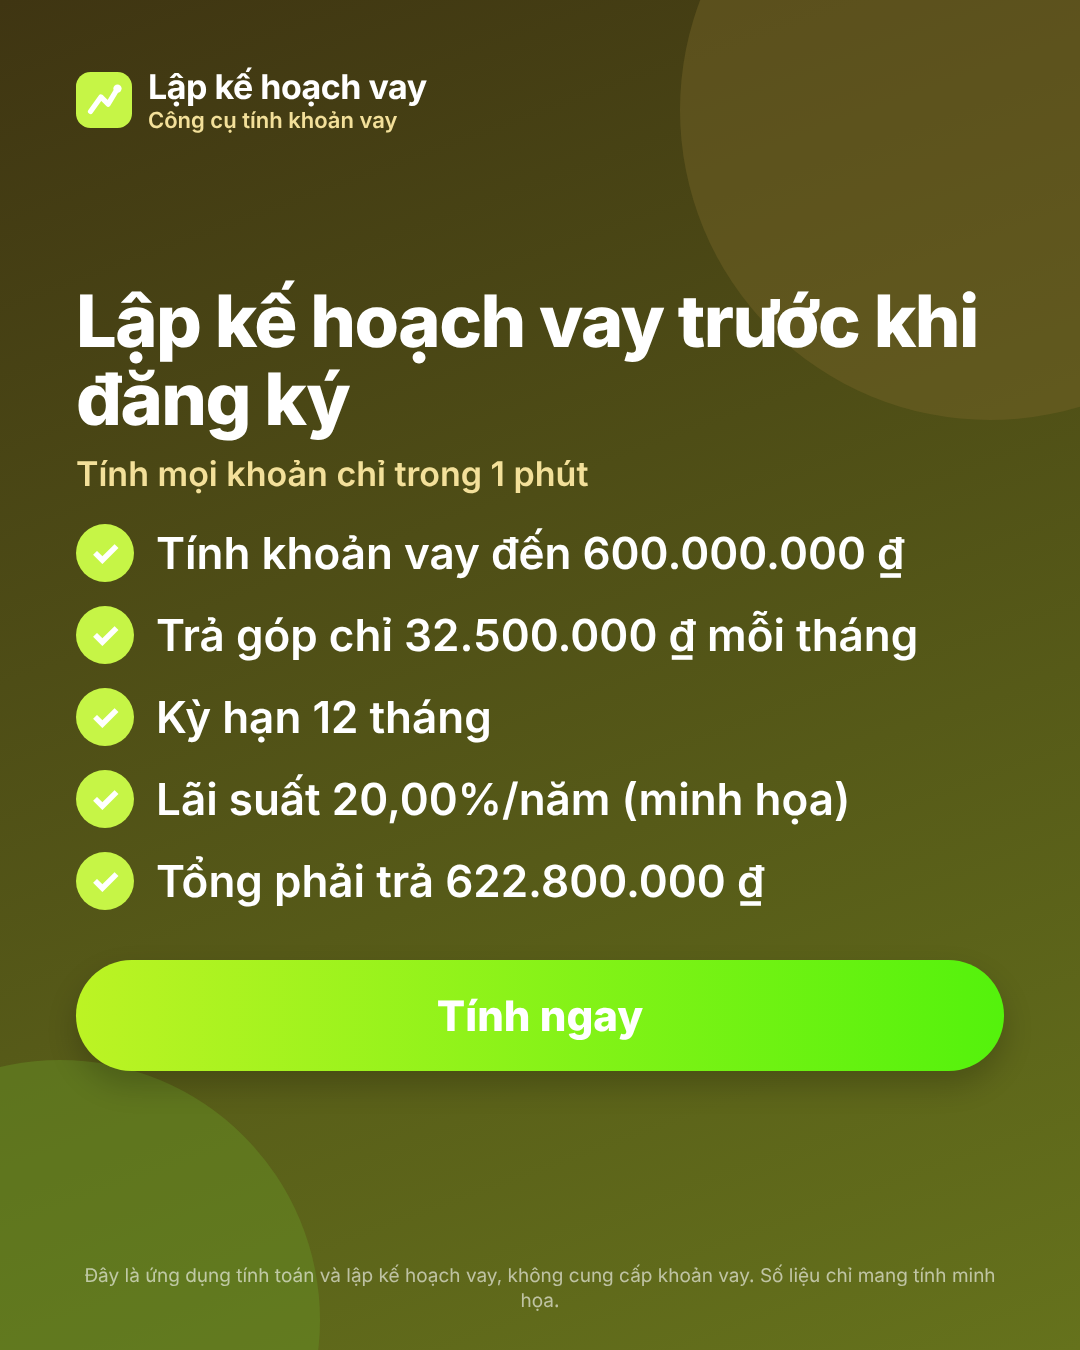 Lập kế hoạch vay
Công cụ tính khoản vay
Lập kế hoạch vay trước khi
đăng ký
Tính mọi khoản chỉ trong 1 phút
Tính khoản vay đến 600.000.000 ₫
Trả góp chỉ 32.500.000 ₫ mỗi tháng
Kỳ hạn 12 tháng
Lãi suất 20,00%/năm (minh họa)
Tổng phải trả 622.800.000 ₫
Tính ngay
Đây là ứng dụng tính toán và lập kế hoạch vay, không cung cấp khoản vay. Số liệu chỉ mang tính minh
họa.